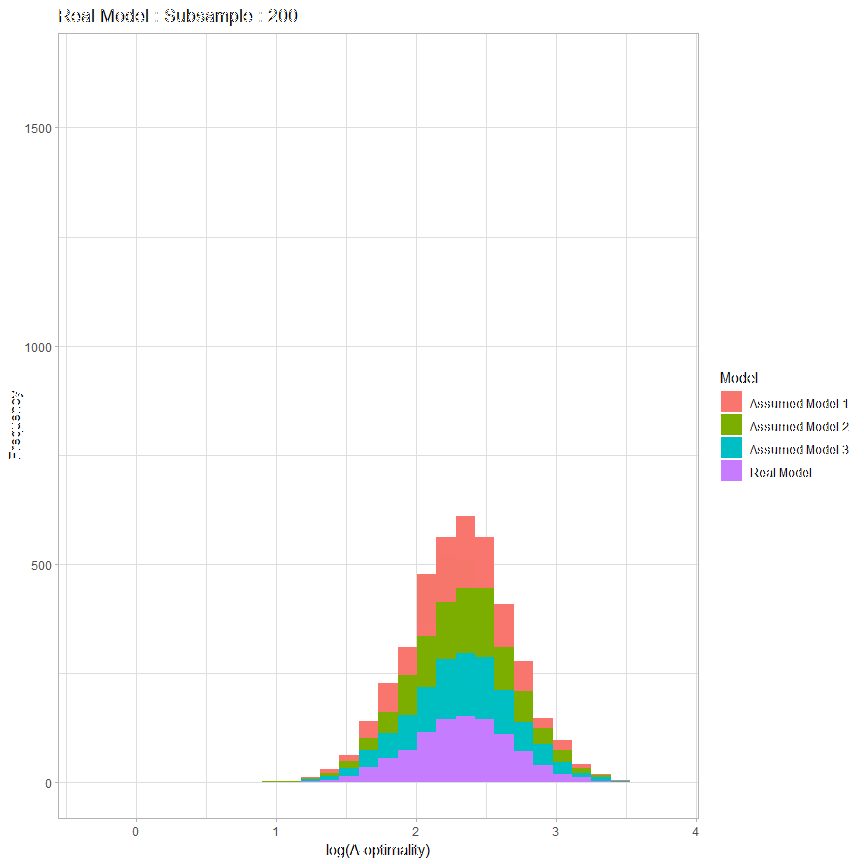 Real Model : Subsample : 200
1500
1000
500
0
Frequency
0 1 2 3 4
log(A-optimality)
Model
Assumed Model 1
Assumed Model 2
Assumed Model 3
Real Model